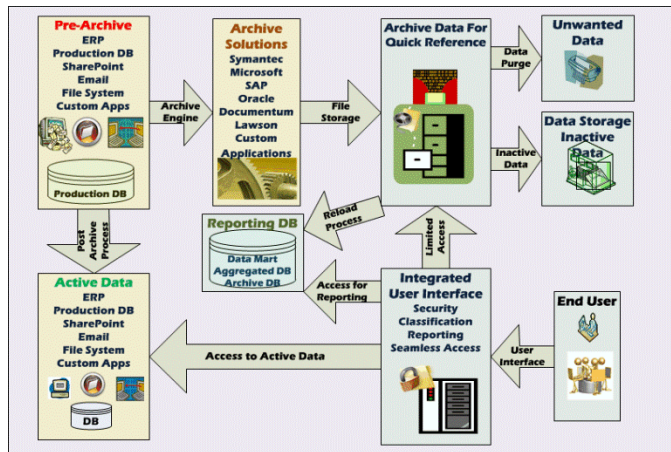 Pre-Archive
ERP
Production DB
SharePoint
Email
File System
Custom Apps
Production DB
Archive
Engine
Archive
Solutions
Symantec
Microsoft
SAP
Oracle
Documentum
Lawson
Custom
Applications
File
Storage
Archive Data For
Quick Reference
Data
Purge
Unwanted
Data
Inactive
Data
Data Storage
Inactive
Data
Post
Archive
Process
Reporting DB
Data Mart
Aggregated DB
Archive DB
Reload
Process
Limited
Access
Access for
Reporting
Active Data
ERP
Production DB
SharePoint
Email
File System
Custom Apps
DB
Access to Active Data
Integrated
User Interface
Security
Classification
Reporting
Seamless Access
User
Interface
End User